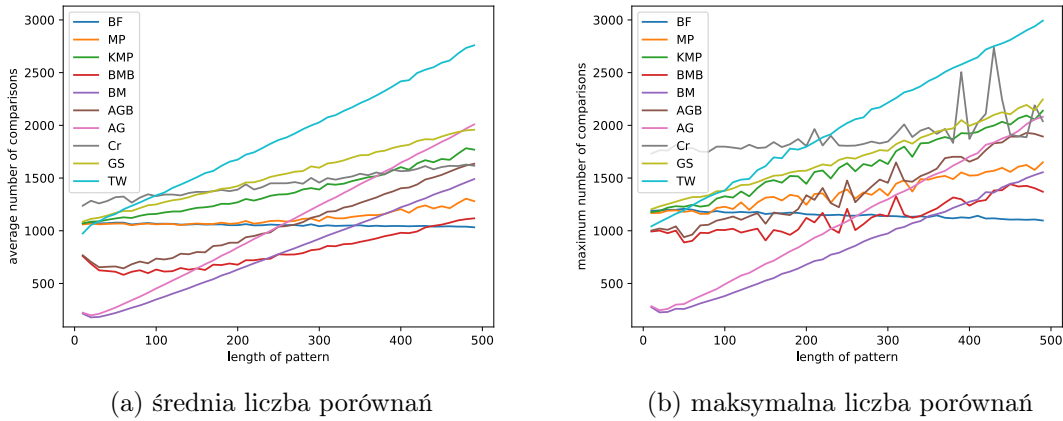 3000
2500
2000
1500
1000
500
average number of comparisons
BF
MP
KMP
BMB
BM
AGB
AG
Cr
GS
TW
0
100
200
300
400
500
length of pattern
(a) średnia liczba porównań
3000
2500
2000
1500
1000
500
maximum number of comparisons
BF
MP
KMP
BMB
BM
AGB
AG
Cr
GS
TW
0
100
200
300
400
500
length of pattern
(b) maksymalna liczba porównań